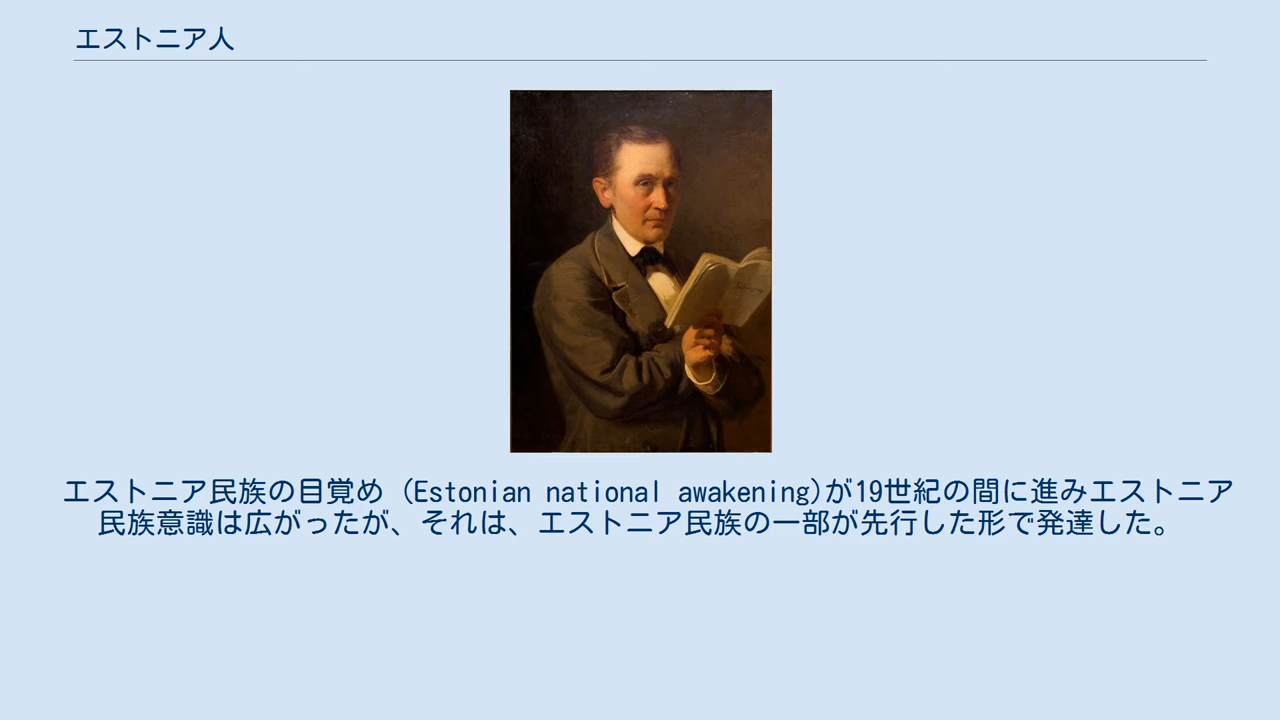 エストニア人
エストニア民族の目覚め (Estonian national awakening)が19世紀の間に進みエストニア
民族意識は広がったが、それは、エストニア民族の一部が先行した形で発達した。